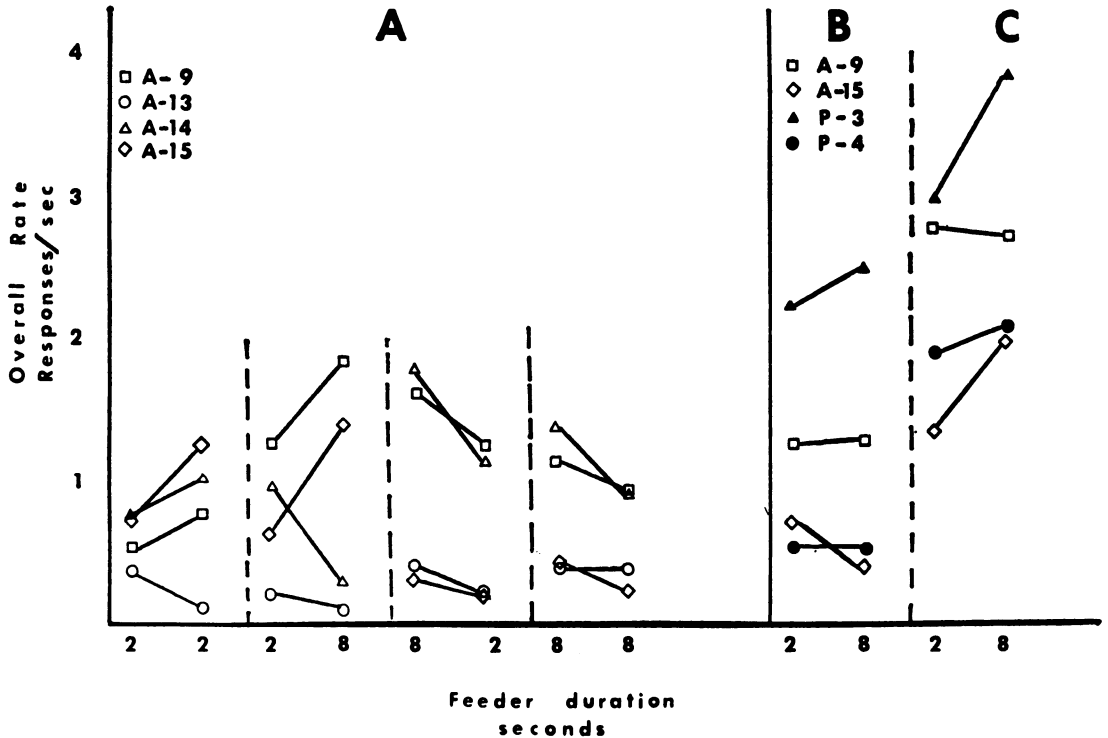 A
B
C
4
3
2
1
A- 9
A-13
A-14
A-15
A-9
A-15
P-3
P-4
Overall Rate
Responses/sec
2 2 2 8 8 2 8 8 2 8 2 8
Feeder duration
seconds